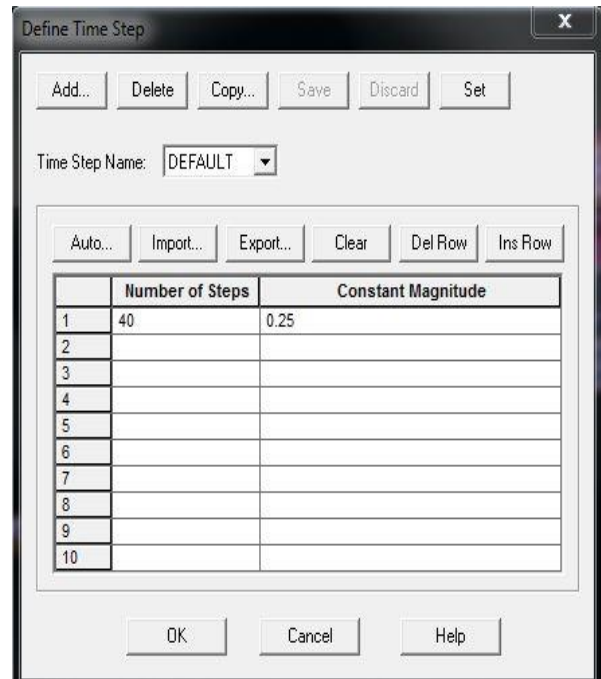 Define Time Step X
Add... Delete Copy... Save Discard Set
Time Step Name: DEFAULT
Auto... Import... Export... Clear Del Row Ins Row
Number of Steps Constant Magnitude
1 40 0.25
2
3
4
5
6
7
8
9
10
OK Cancel Help